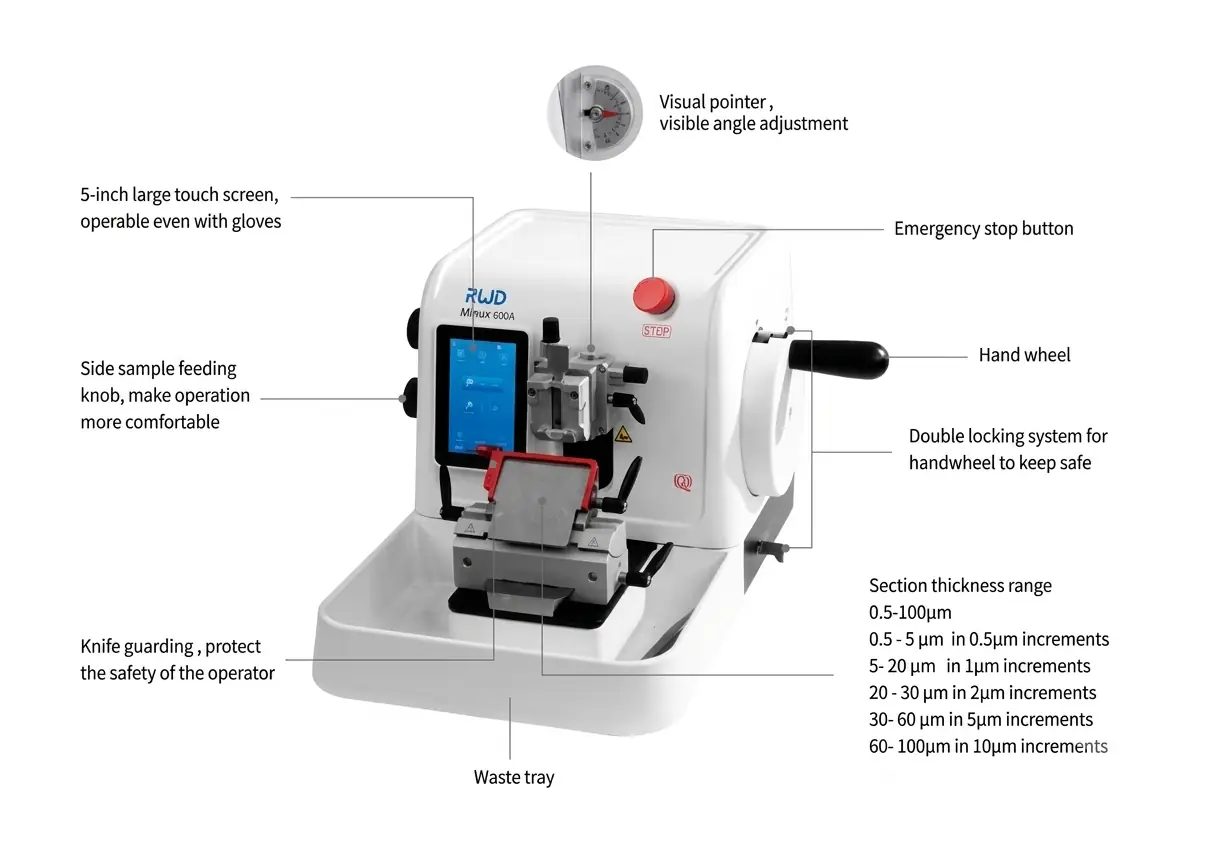 Visual pointer ,
visible angle adjustment
5-inch large touch screen,
operable even with gloves
Emergency stop button
RWD
Minux 600A
STOP
Side sample feeding
knob, make operation
more comfortable
Hand wheel
Double locking system for
handwheel to keep safe
Section thickness range
0.5-100μm
0.5 - 5 μm in 0.5μm increments
5- 20 μm in 1μm increments
20 - 30 μm in 2μm increments
30- 60 μm in 5μm increments
60- 100μm in 10μm increments
Knife guarding , protect
the safety of the operator
Waste tray